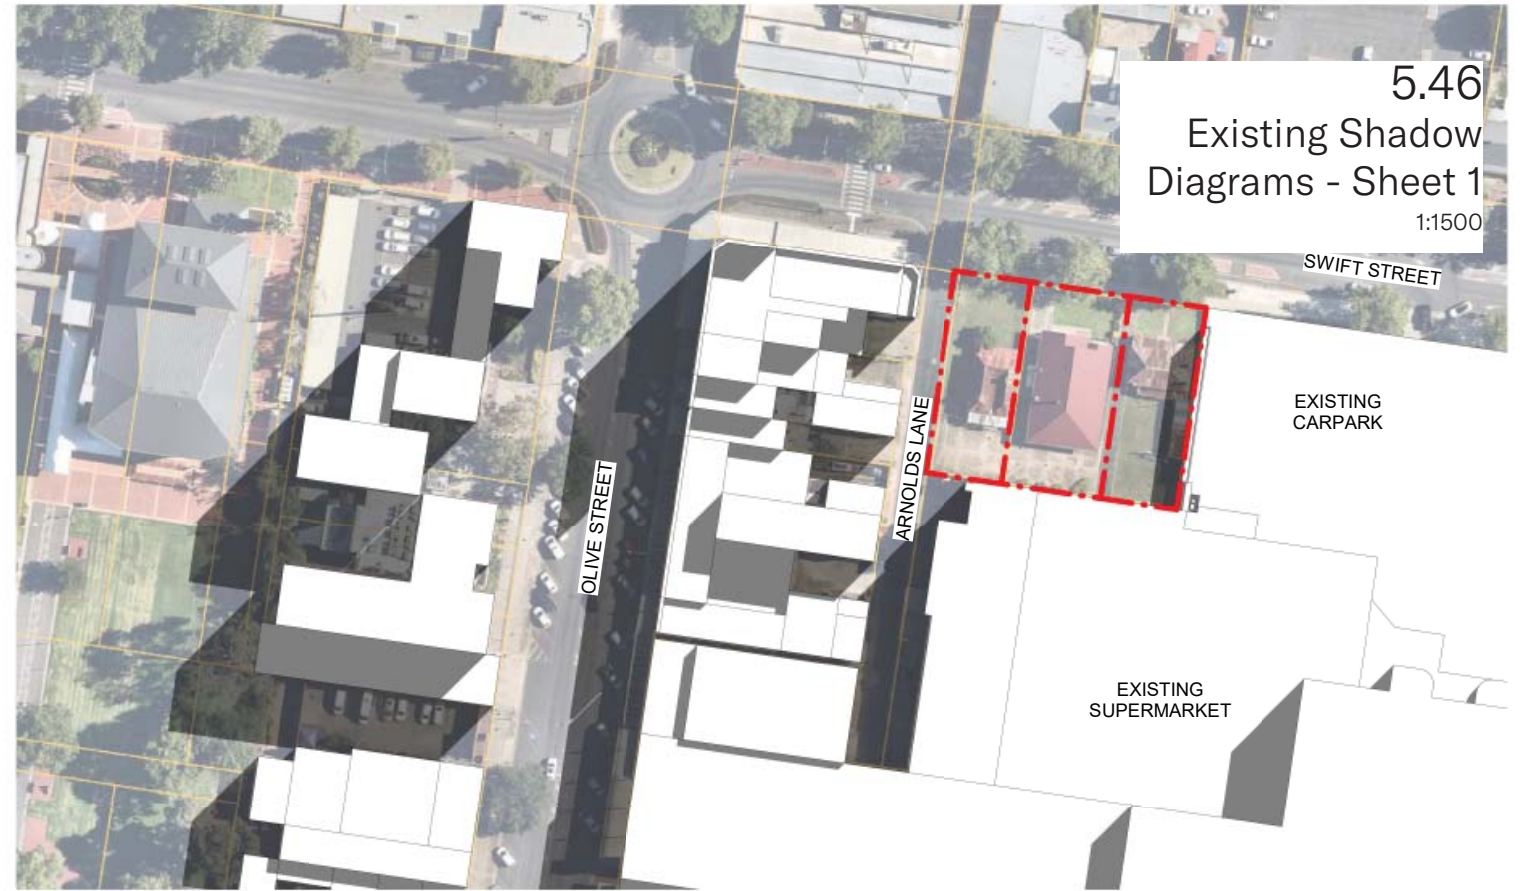 5.46
Existing Shadow
Diagrams - Sheet 1
1:1500
SWIFT STREET
EXISTING
CARPARK
ARNOLDS LANE
OLIVE STREET
EXISTING
SUPERMARKET